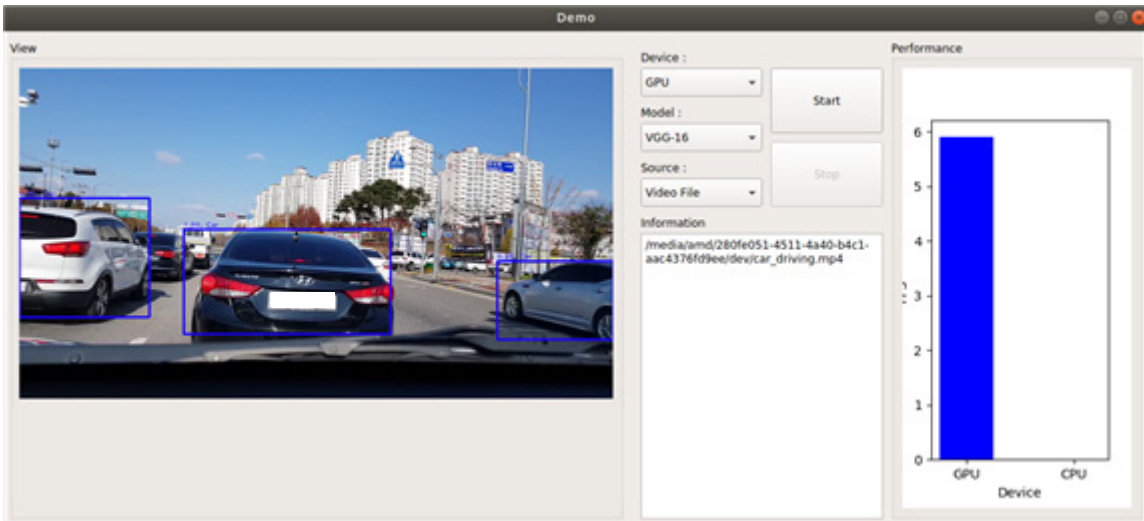 Demo
View
Device :
GPU
Start
Model :
VGG-16
Source :
Stop
Video File
Information
/media/amd/280fe051-4511-4a40-b4c1-
aac4376fd9ee/dev/car_driving.mp4
Performance
6
5
4
3
2
1
0
GPU CPU
Device